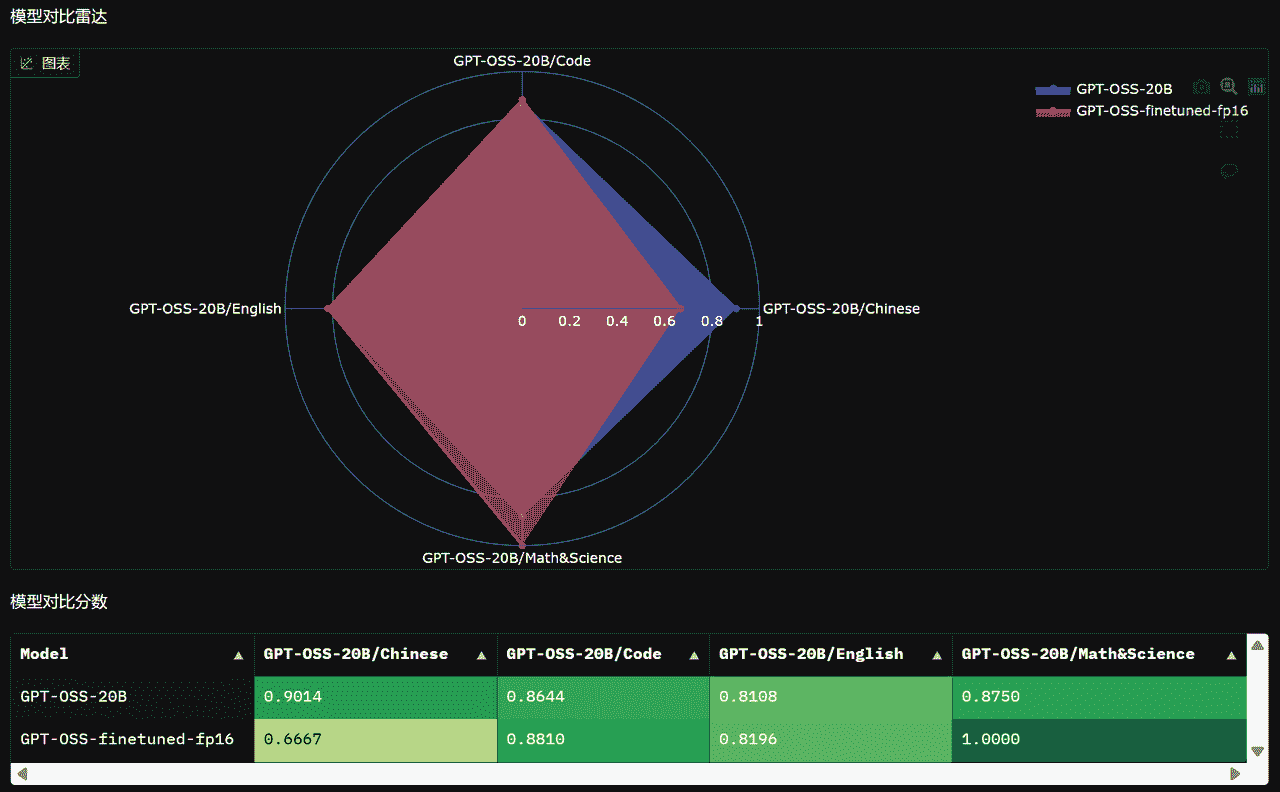 模型对比雷达
图表
GPT-OSS-20B/Code
GPT-OSS-20B
GPT-OSS-finetuned-fp16
GPT-OSS-20B/English
GPT-OSS-20B/Chinese
0 0.2 0.4 0.6 0.8 1
GPT-OSS-20B/Math&Science
模型对比分数
Model GPT-OSS-20B/Chinese GPT-OSS-20B/Code GPT-OSS-20B/English GPT-OSS-20B/Math&Science
GPT-OSS-20B 0.9014 0.8644 0.8108 0.8750
GPT-OSS-finetuned-fp16 0.6667 0.8810 0.8196 1.0000